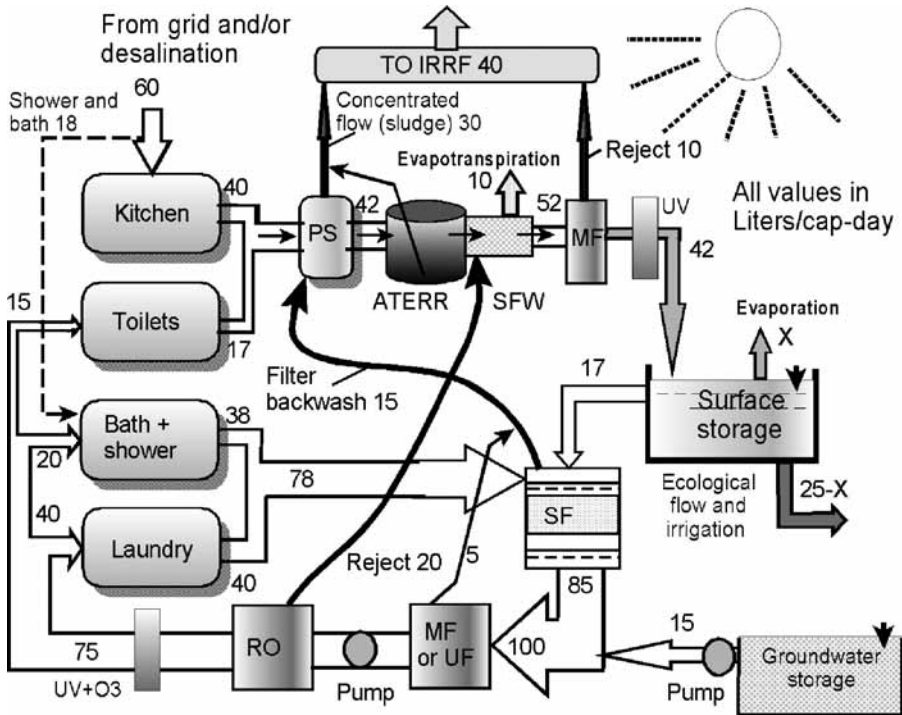 From grid and/or
desalination
60
Shower and
bath 18
TO IRRF 40
Concentrated
flow (sludge) 30
Reject 10
Evapotranspiration
10
All values in
Liters/cap-day
Kitchen
40
PS
42
ATERR
SFW
52
MF
UV
42
15
Toilets
17
Filter
backwash 15
Evaporation
X
17
Surface
storage
Bath +
shower
38
20
78
Ecological
flow and
irrigation
25-X
SF
40
Laundry
40
Reject 20
5
85
75
UV+O3
RO
Pump
MF
or UF
100
15
Pump
Groundwater
storage